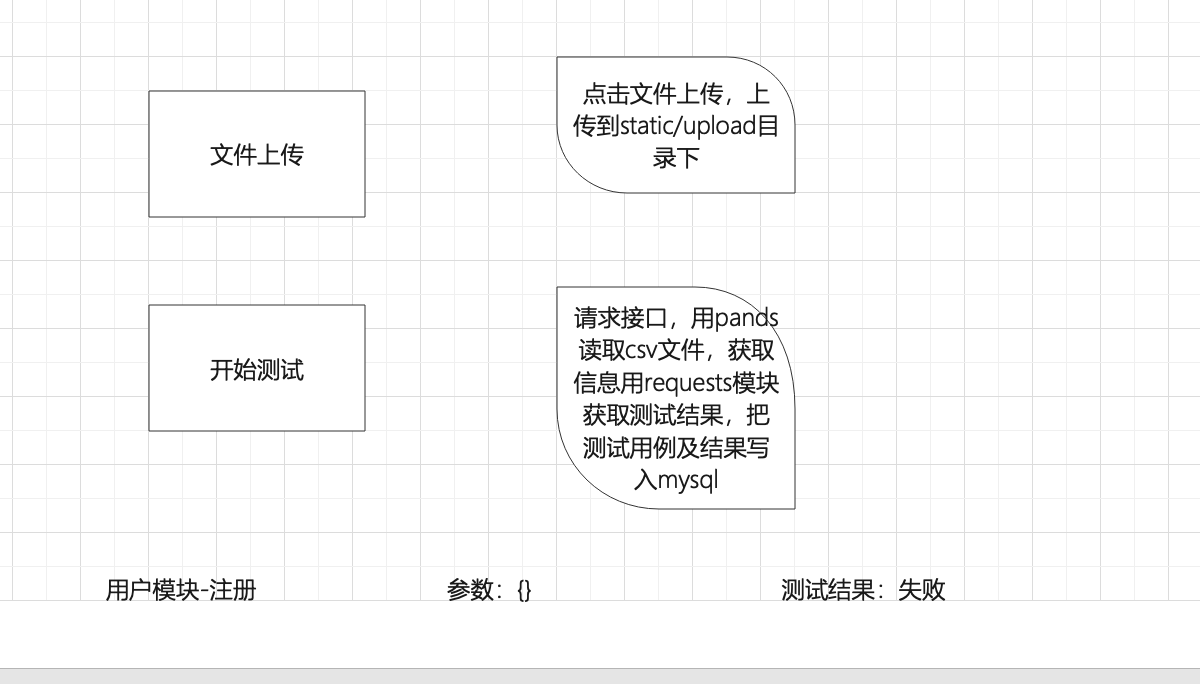 文件上传
点击文件上传，上
传到static/upload目
录下
开始测试
请求接口，用pands
读取csv文件，获取
信息用requests模块
获取测试结果，把
测试用例及结果写
入mysql
用户模块-注册
参数：{}
测试结果：失败